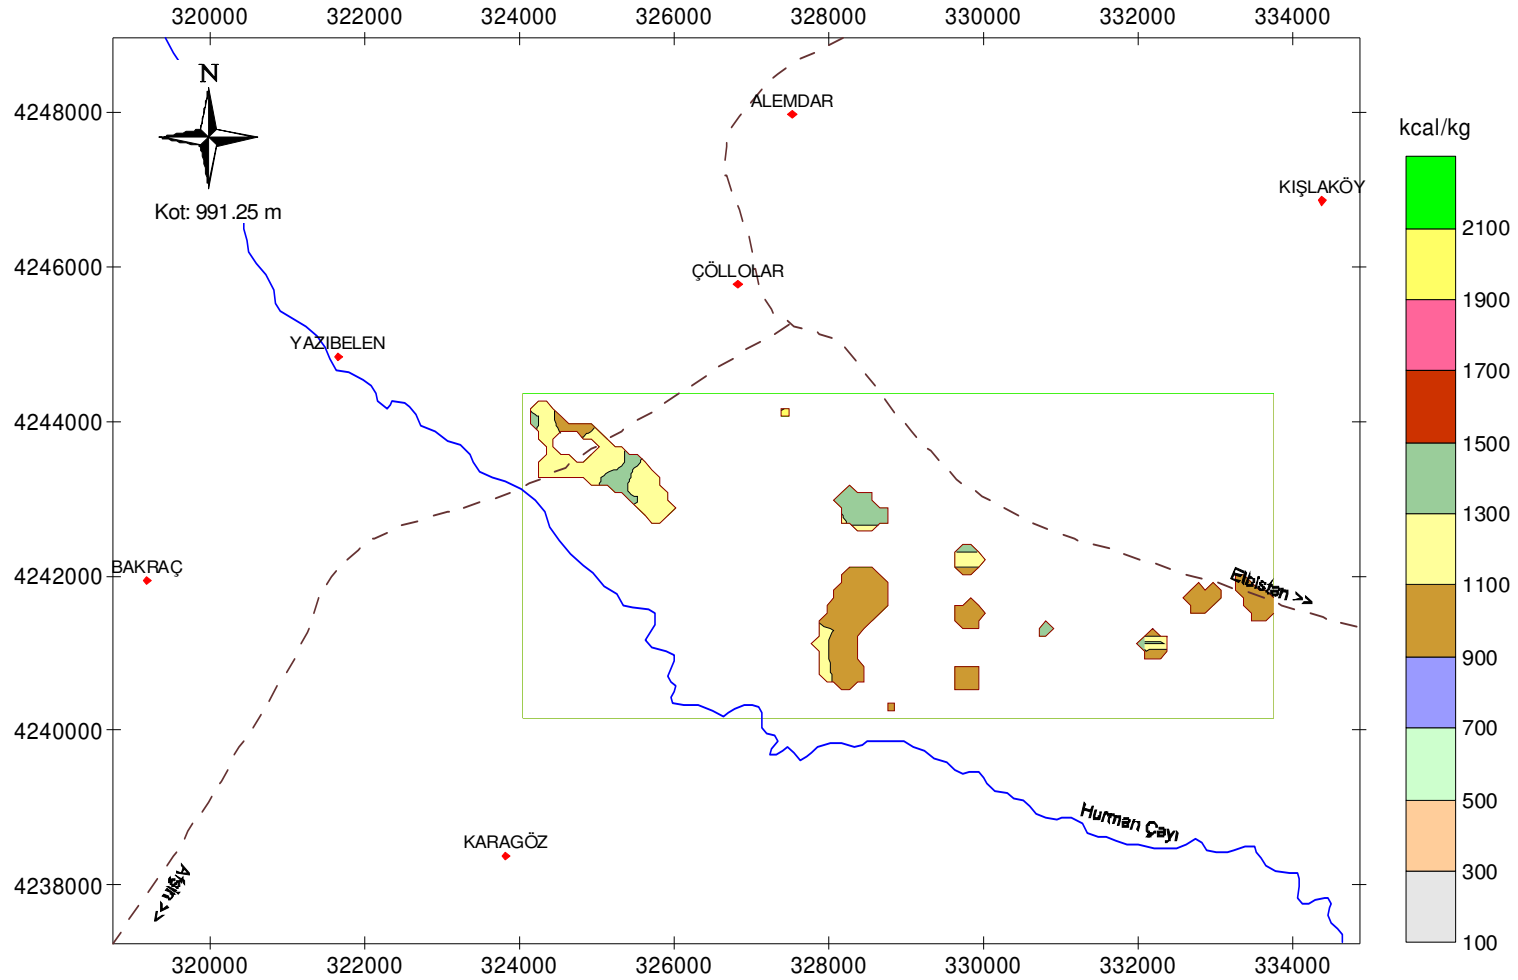 320000 322000 324000 326000 328000 330000 332000 334000
N
4248000
ALEMDAR
kcal/kg
KIŞLAKÖY
Kot: 991.25 m
2100
4246000
ÇÖLLOLAR
1900
YAZIBELEN
1700
4244000
1500
1300
4242000
BAKRAÇ
Elbistan >>
1100
900
4240000
700
Hurman Çayı
500
KARAGÖZ
300
4238000
Afşin >>
100
320000 322000 324000 326000 328000 330000 332000 334000